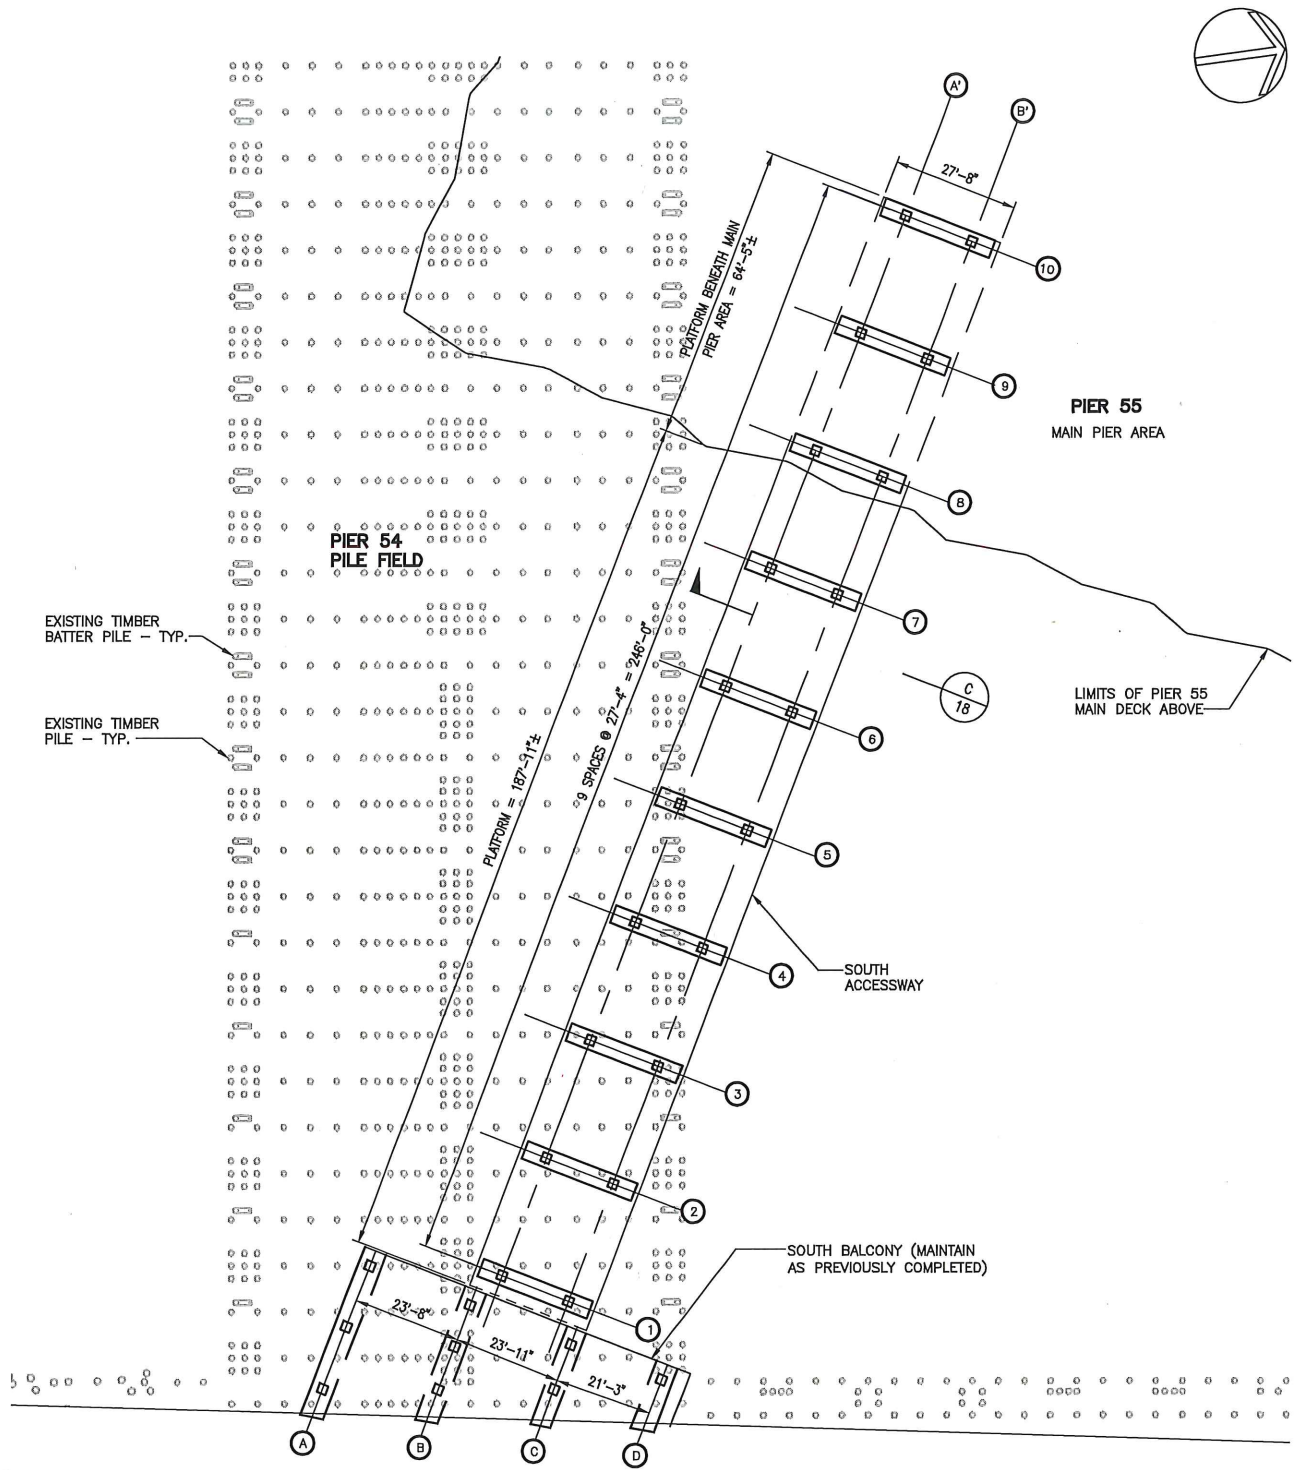 A'
B'
27'-8"
PLATFORM BENEATH MAIN
PIER AREA = 64'-5"±
10
9
PIER 55
MAIN PIER AREA
8
PIER 54
PILE FIELD
7
EXISTING TIMBER
BATTER PILE - TYP.
C
18
LIMITS OF PIER 55
MAIN DECK ABOVE
6
EXISTING TIMBER
PILE - TYP.
PLATFORM = 187'-11"±
9 SPACES @ 27'-4" = 246'-0"
5
4
SOUTH
ACCESSWAY
3
2
SOUTH BALCONY (MAINTAIN
AS PREVIOUSLY COMPLETED)
23'-8"
1
23'-11"
21'-3"
A
B
C
D